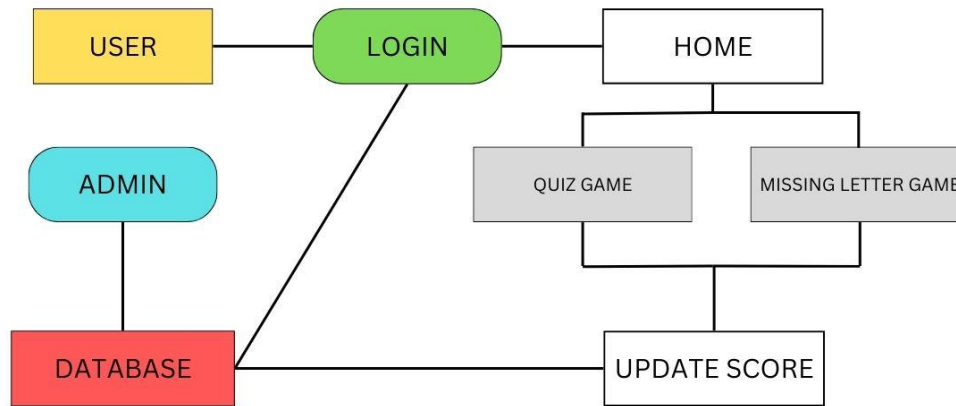 USER
LOGIN
HOME
ADMIN
QUIZ GAME
MISSING LETTER GAME
DATABASE
UPDATE SCORE